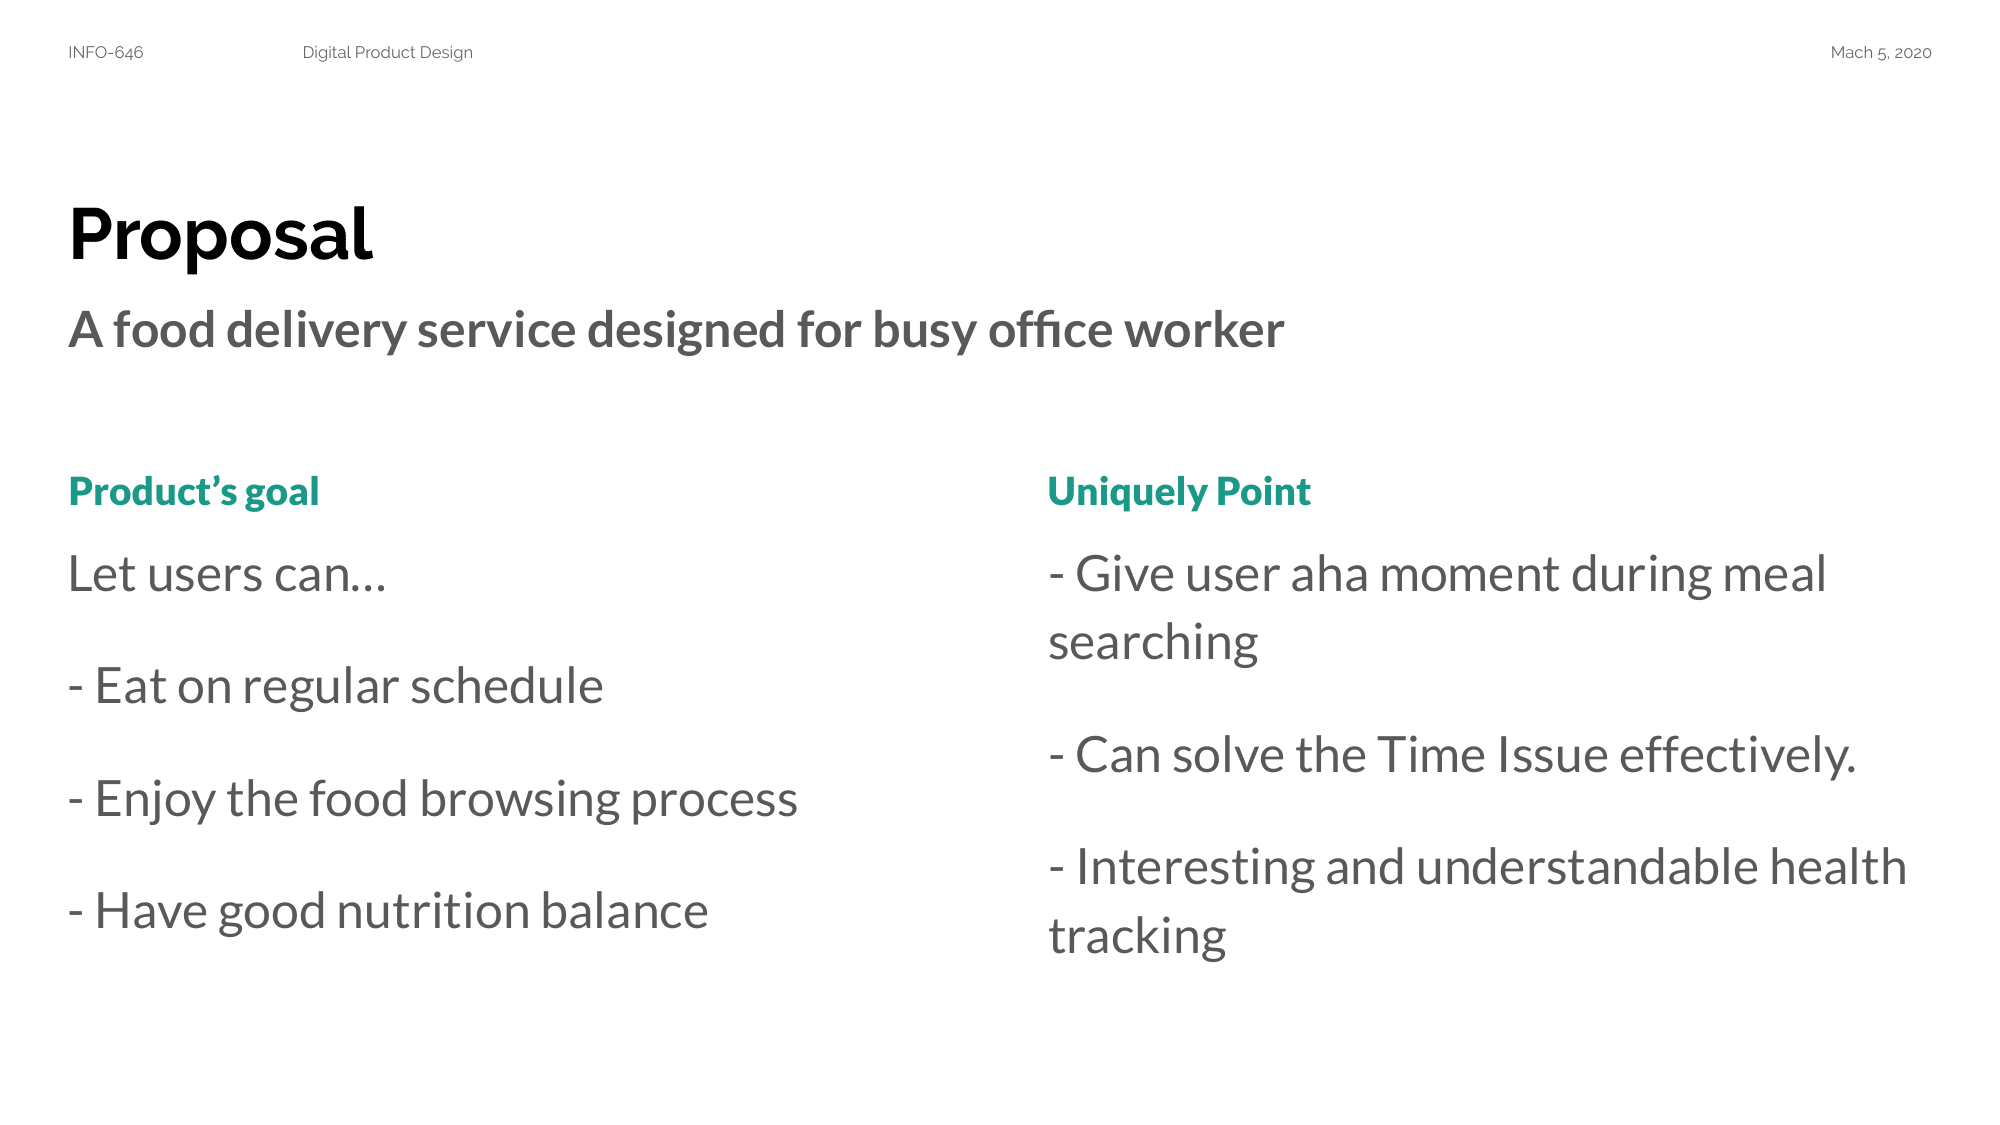 INFO-646
Digital Product Design
Mach 5, 2020
Proposal
A food delivery service designed for busy office worker
Product’s goal
Let users can...
- Eat on regular schedule
- Enjoy the food browsing process
- Have good nutrition balance
Uniquely Point
- Give user aha moment during meal
searching
- Can solve the Time Issue effectively.
- Interesting and understandable health
tracking